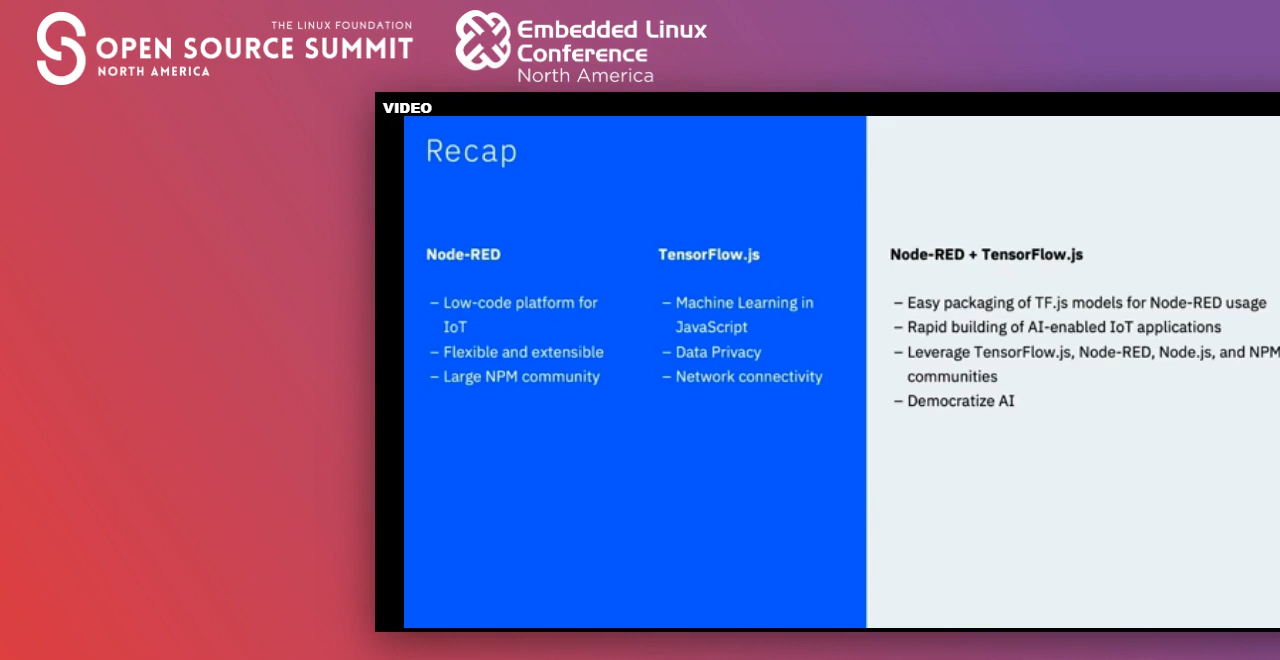 THE LINUX FOUNDATION
OPEN SOURCE SUMMIT
NORTH AMERICA
Embedded Linux
Conference
North America
VIDEO
Recap
Node-RED
– Low-code platform for
IoT
– Flexible and extensible
– Large NPM community
TensorFlow.js
– Machine Learning in
JavaScript
– Data Privacy
– Network connectivity
Node-RED + TensorFlow.js
– Easy packaging of TF.js models for Node-RED usage
– Rapid building of AI-enabled IoT applications
– Leverage TensorFlow.js, Node-RED, Node.js, and NPM
communities
– Democratize AI